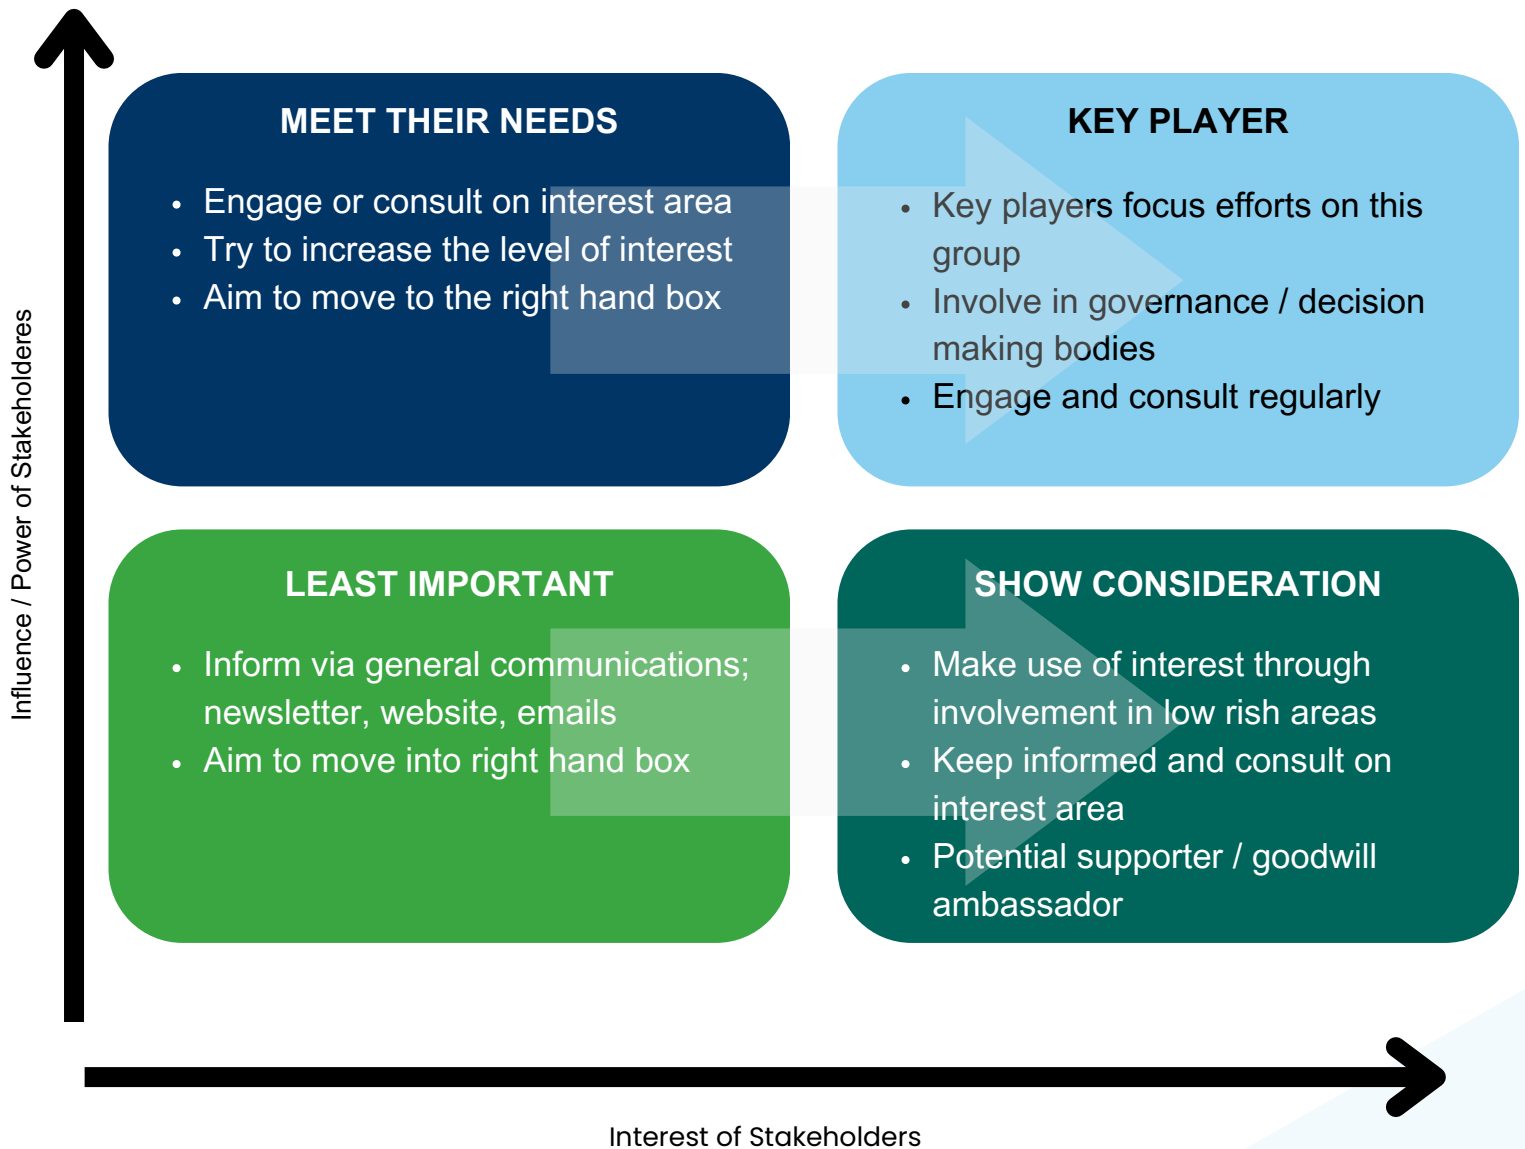 Influence / Power of Stakeholderes
MEET THEIR NEEDS
• Engage or consult on interest area
• Try to increase the level of interest
• Aim to move to the right hand box
KEY PLAYER
• Key players focus efforts on this
group
• Involve in governance / decision
making bodies
• Engage and consult regularly
LEAST IMPORTANT
• Inform via general communications;
newsletter, website, emails
• Aim to move into right hand box
SHOW CONSIDERATION
• Make use of interest through
involvement in low rish areas
• Keep informed and consult on
interest area
• Potential supporter / goodwill
ambassador
Interest of Stakeholders